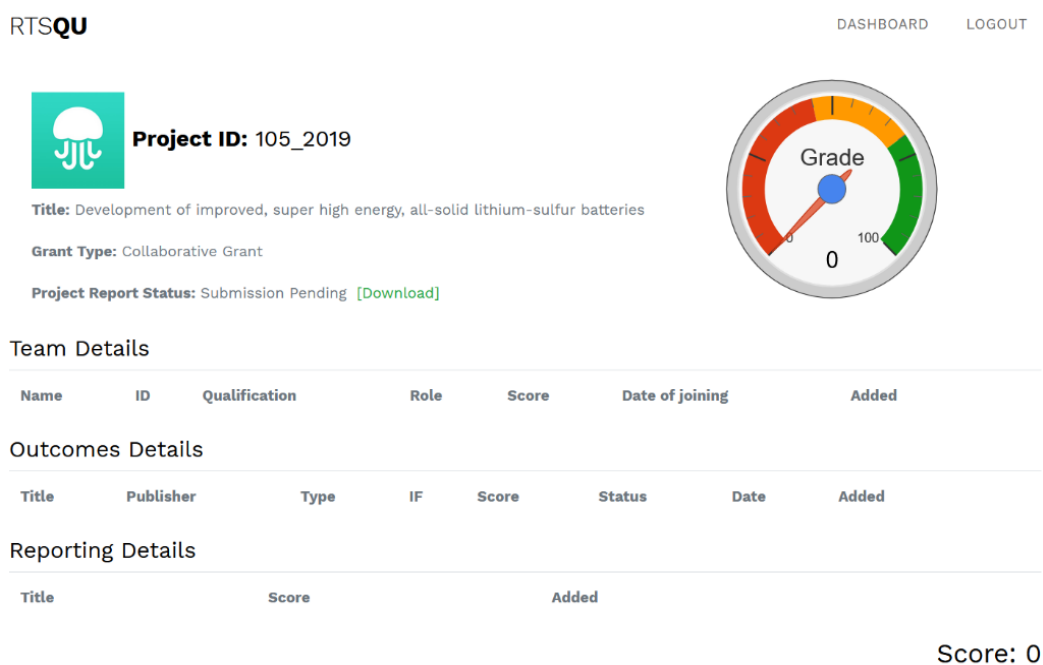 RTSQU
DASHBOARD LOGOUT
Project ID: 105_2019
Title: Development of improved, super high energy, all-solid lithium-sulfur batteries
Grant Type: Collaborative Grant
Project Report Status: Submission Pending [Download]
Grade
0 100
0
Team Details
Name ID Qualification Role Score Date of joining Added
Outcomes Details
Title Publisher Type IF Score Status Date Added
Reporting Details
Title Score Added
Score: 0